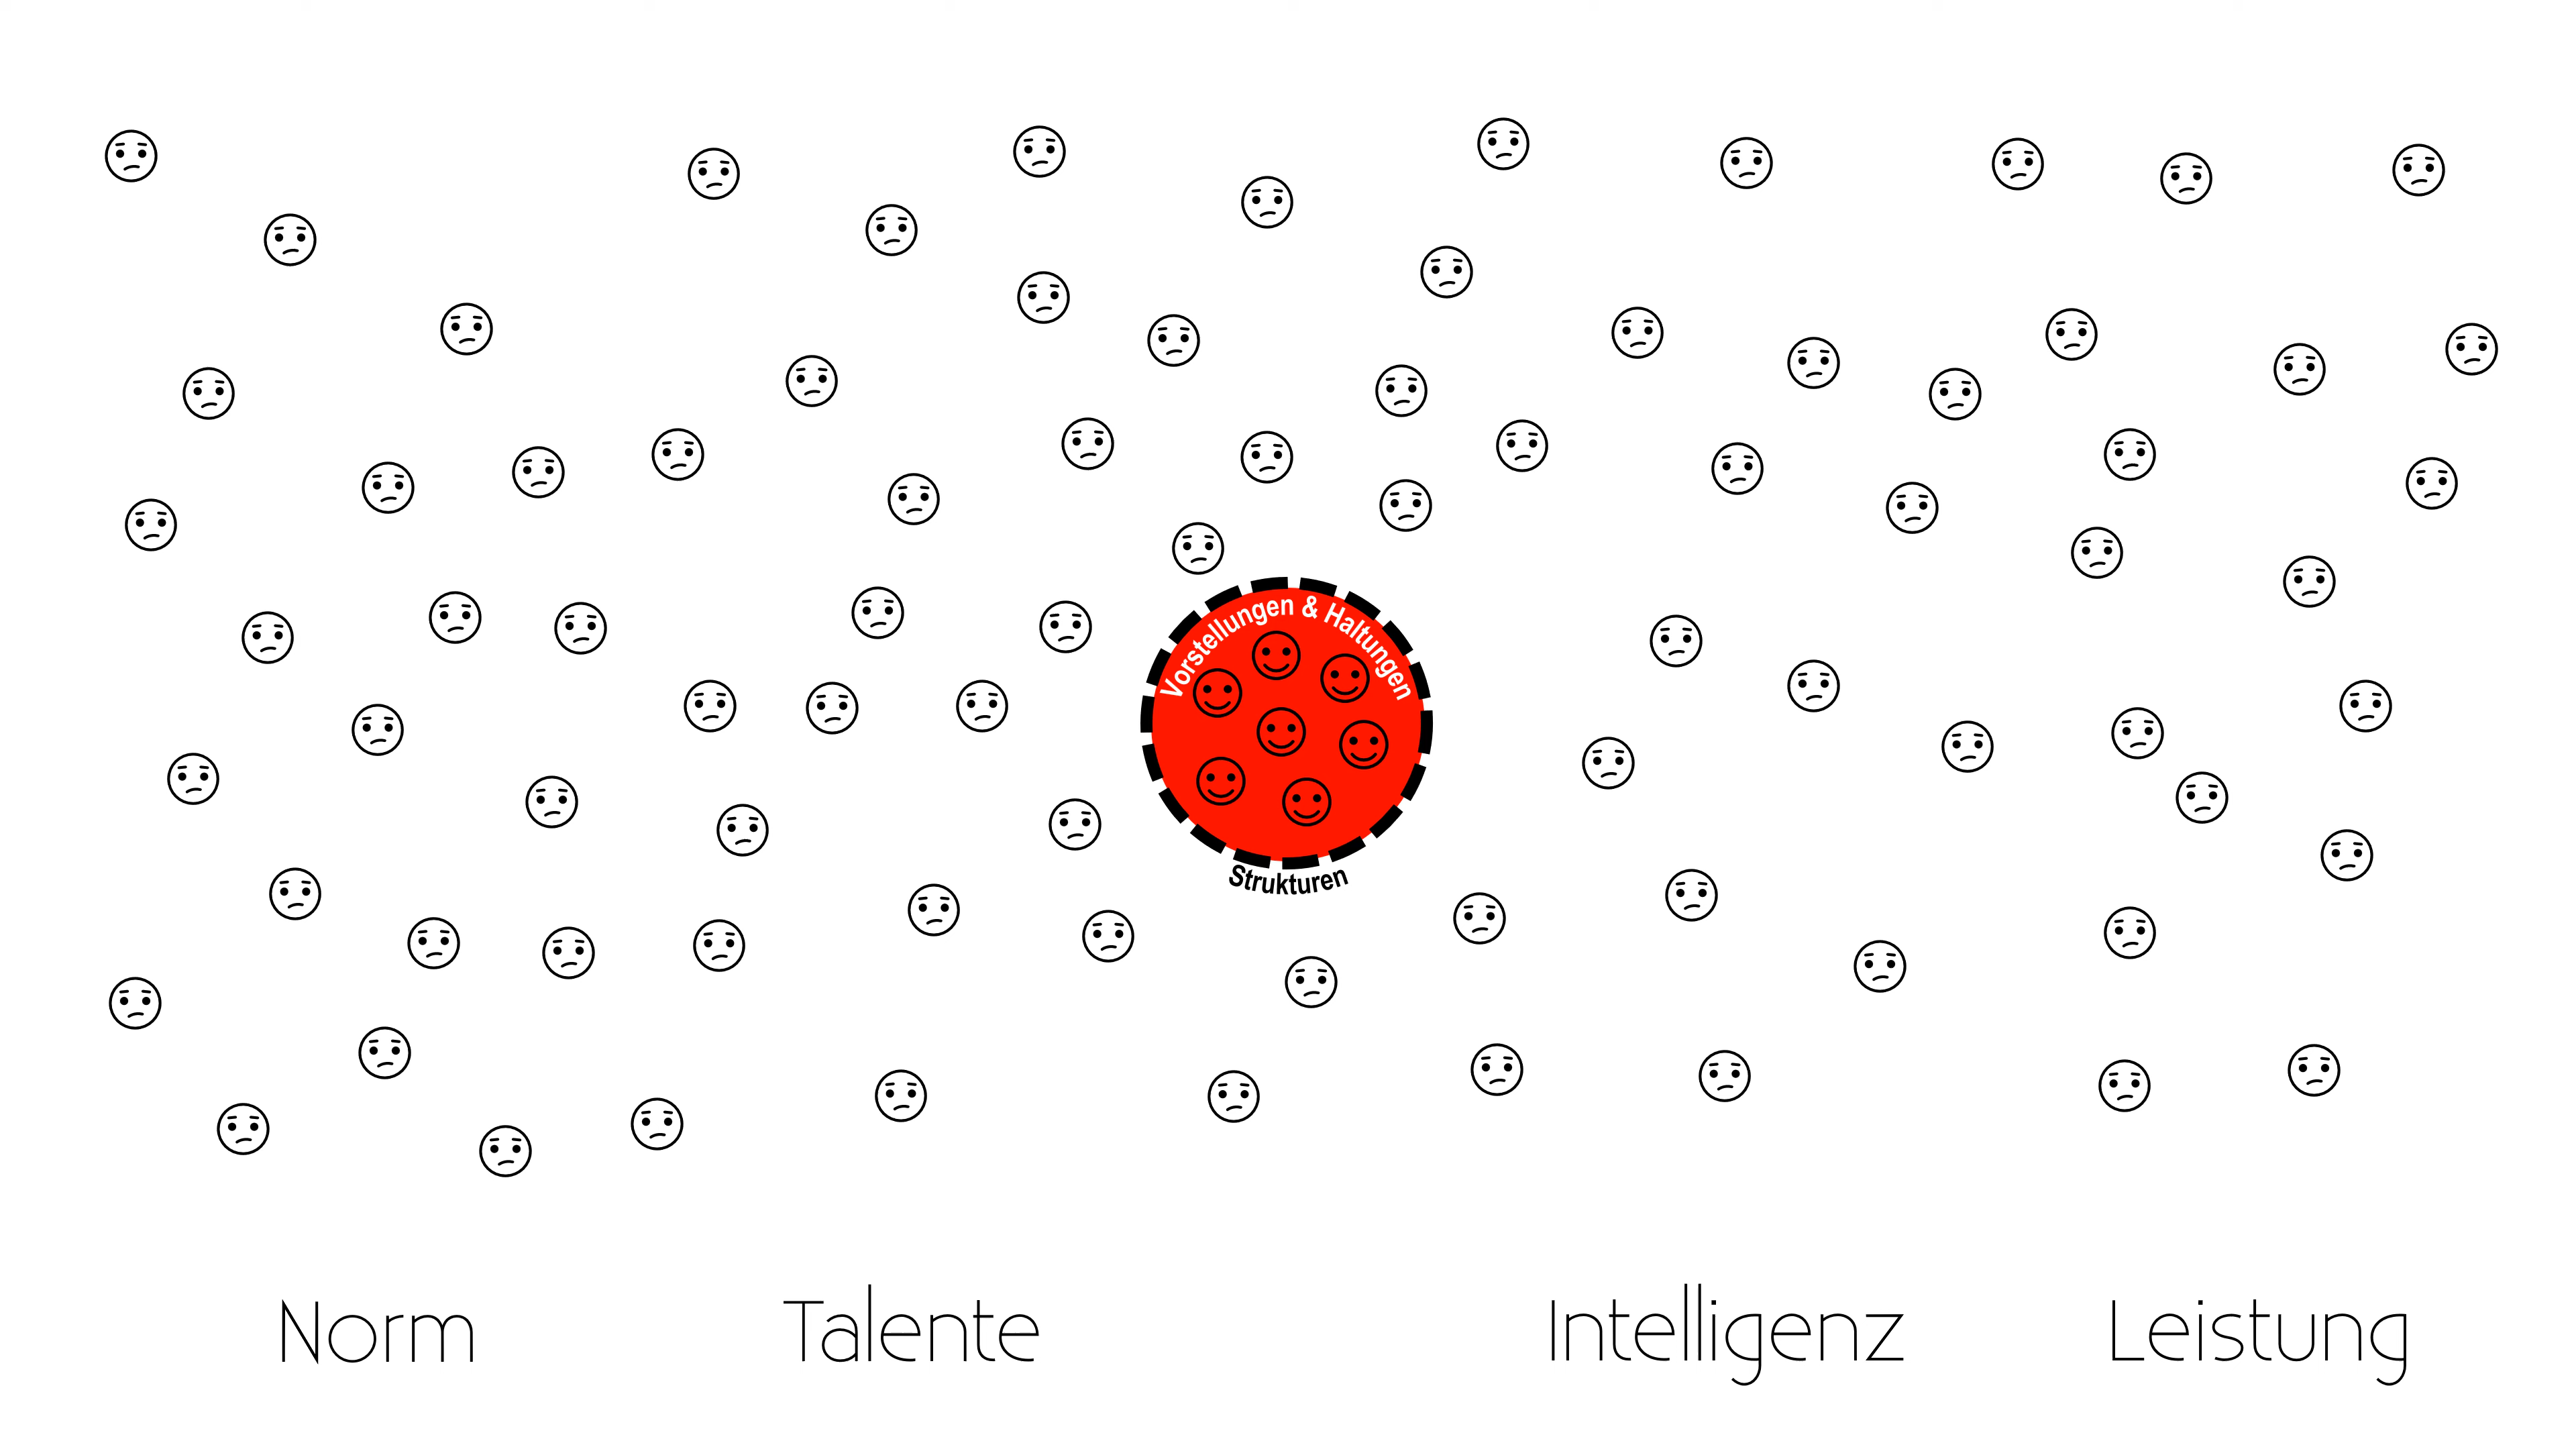 Vorstellungen & Haltungen
Strukturen
Norm
Talente
Intelligenz
Leistung